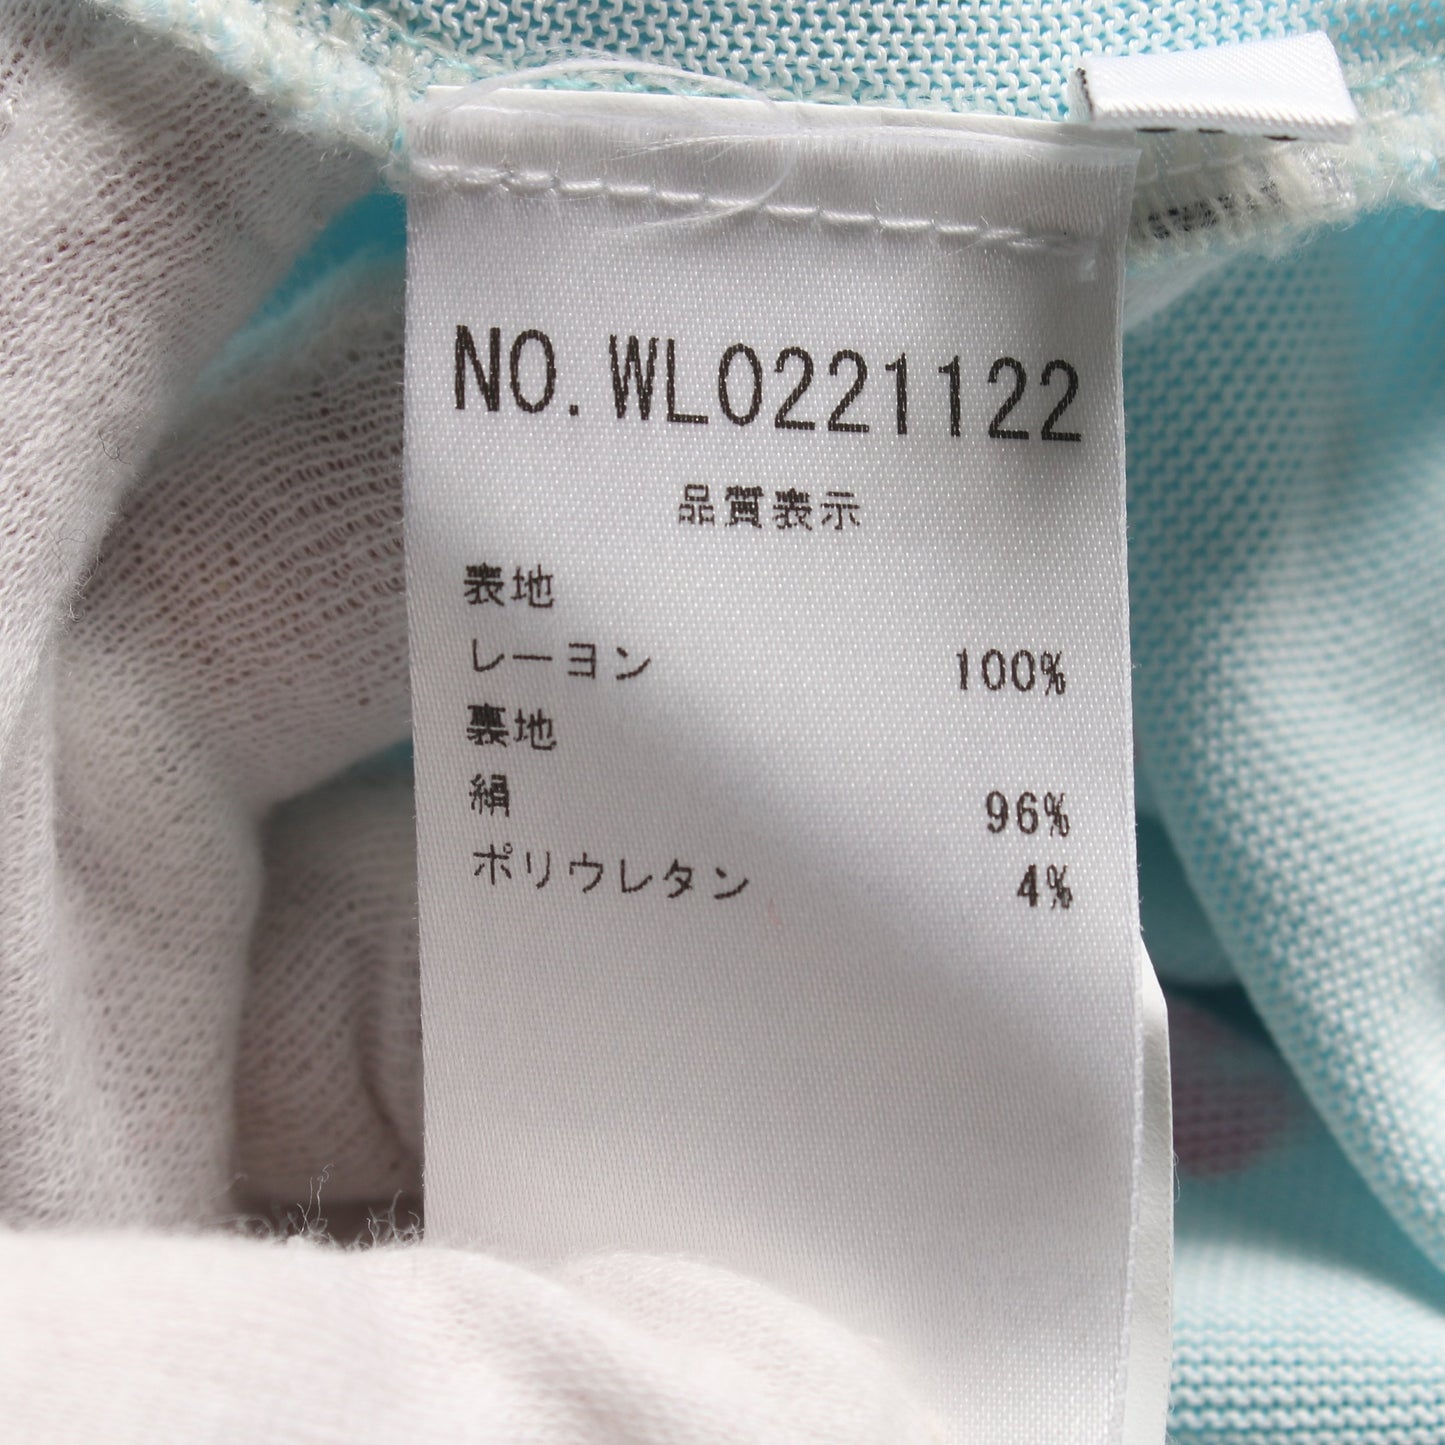 NO.WL0221122
品質表示
表地
レーヨン 100%
裏地
絹 96%
ポリウレタン 4%